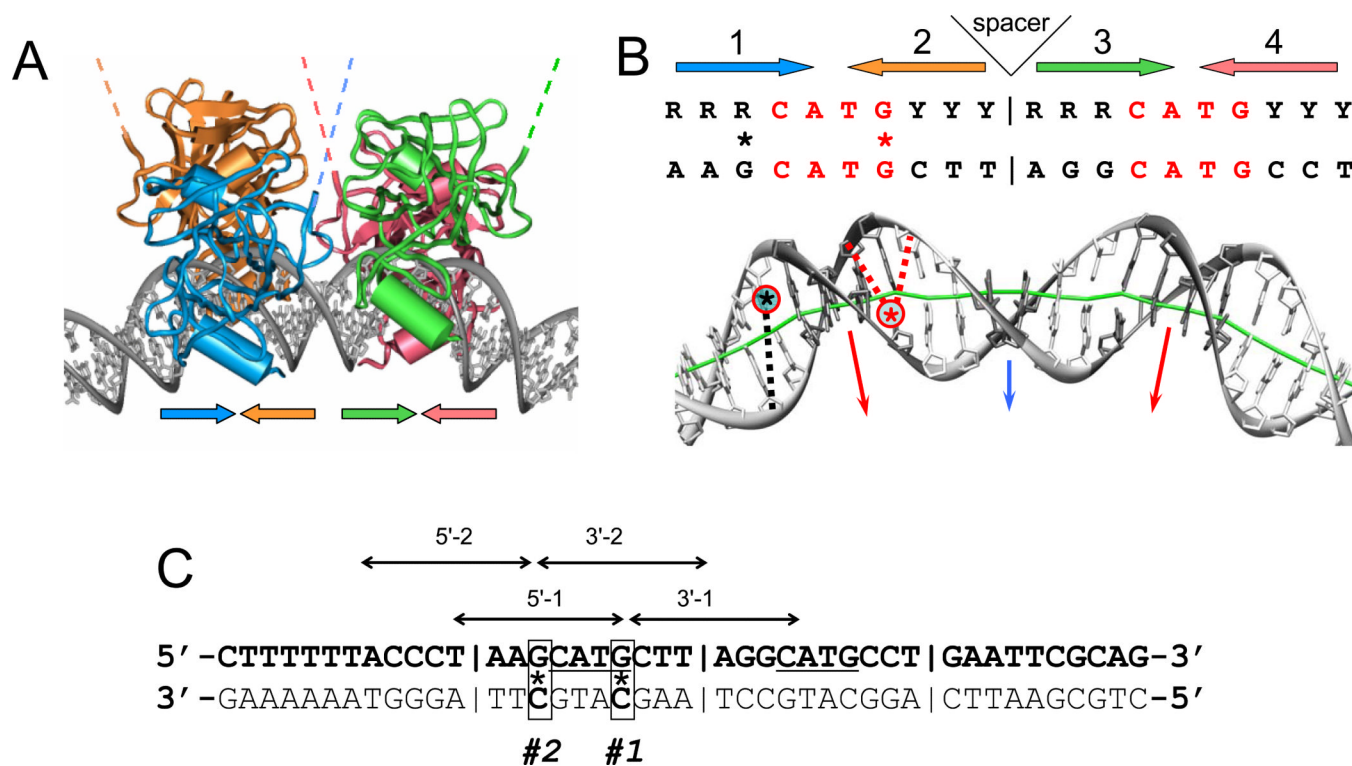 A
B
spacer
1 2 3 4
R R R C A T G Y Y Y | R R R C A T G Y Y Y
* *
A A G C A T G C T T | A G G C A T G C C T
* *
C
5'-2 3'-2
5'-1 3'-1
5’-CTTTTTTACCCT|AAGCATGCTT|AGGCATGCCT|GAATTCGCAG-3’
* *
3’-GAAAAAATGGGA|TTCGTACGAA|TCCGTACGGA|CTTAAGCGTC-5’
#2 #1